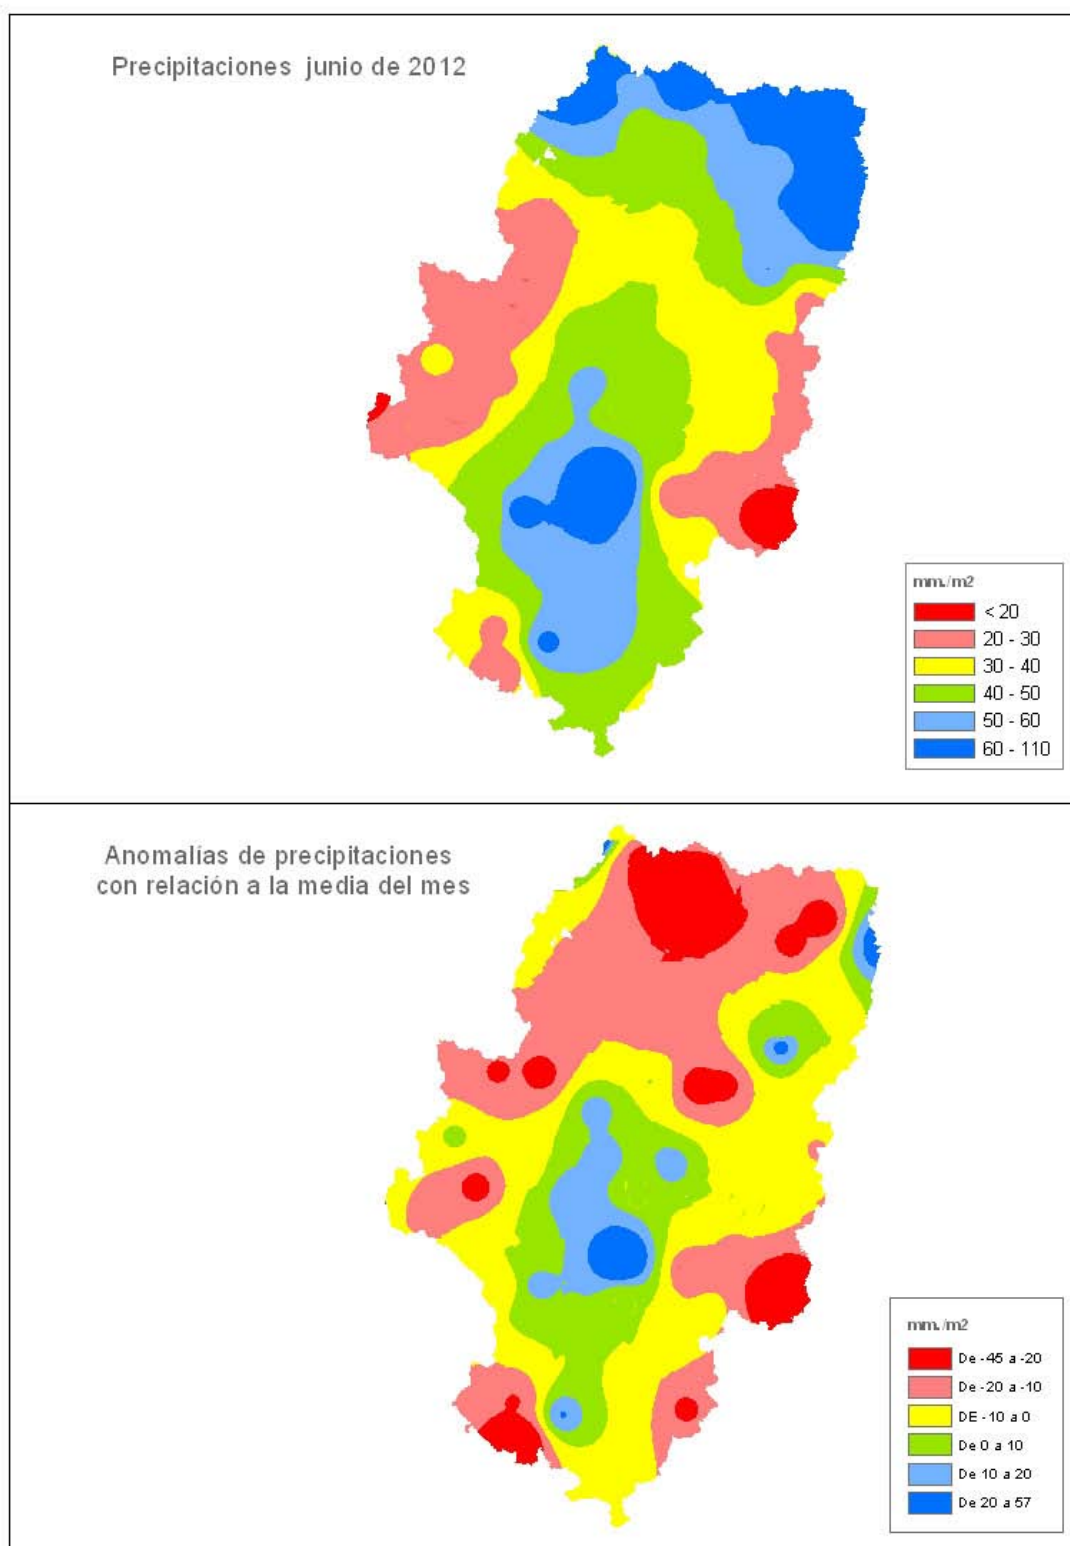 Precipitaciones junio de 2012
mm./m2
< 20
20 - 30
30 - 40
40 - 50
50 - 60
60 - 110
Anomalías de precipitaciones
con relación a la media del mes
mm./m2
De -45 a -20
De -20 a -10
DE -10 a 0
De 0 a 10
De 10 a 20
De 20 a 57